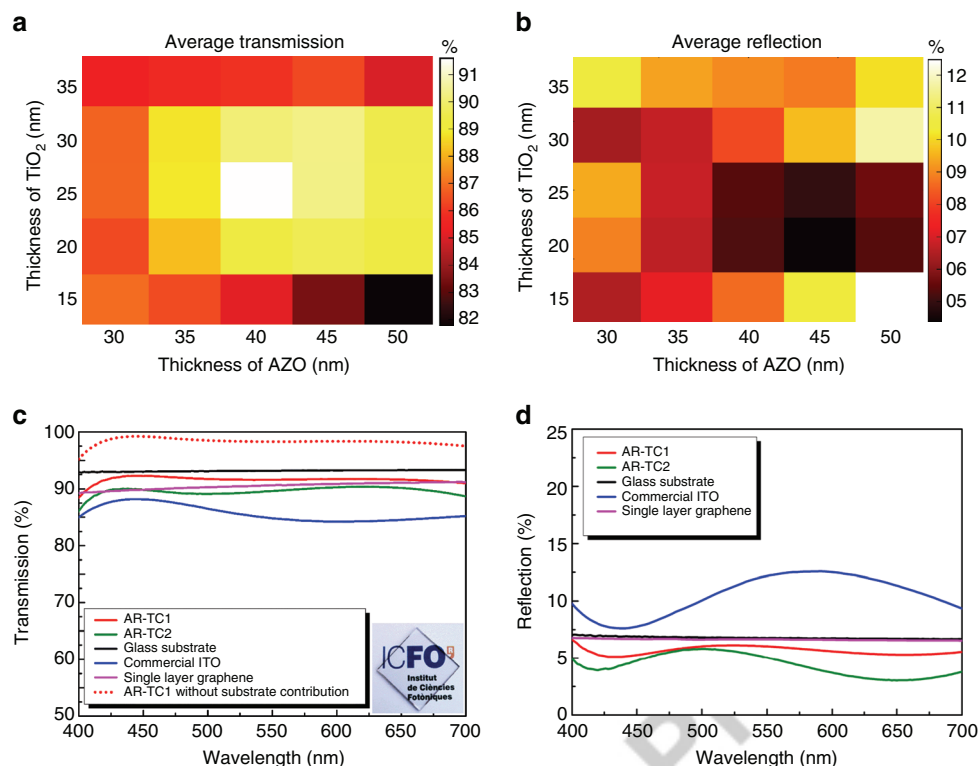 a
Average transmission
%
Thickness of TiO2 (nm)
35
30
25
20
15
30 35 40 45 50
Thickness of AZO (nm)
91
90
89
88
87
86
85
84
83
82
b
Average reflection
%
Thickness of TiO2 (nm)
35
30
25
20
15
30 35 40 45 50
Thickness of AZO (nm)
12
11
10
09
08
07
06
05
c
Transmission (%)
100
95
90
85
80
75
70
65
60
55
50
AR-TC1
AR-TC2
Glass substrate
Commercial ITO
Single layer graphene
AR-TC1 without substrate contribution
ICFO
Institut
de Ciències
Fotòniques
400 450 500 550 600 650 700
Wavelength (nm)
d
Reflection (%)
25
20
15
10
5
0
AR-TC1
AR-TC2
Glass substrate
Commercial ITO
Single layer graphene
400 450 500 550 600 650 700
Wavelength (nm)